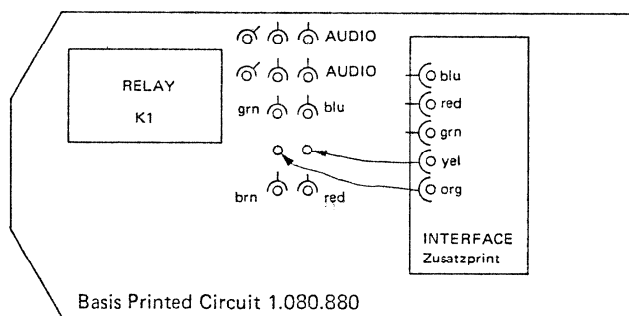 AUDIO
AUDIO
RELAY
K1
grn blu
brn red
blu
red
grn
yel
org
INTERFACE
Zusatzprint
Basis Printed Circuit 1.080.880